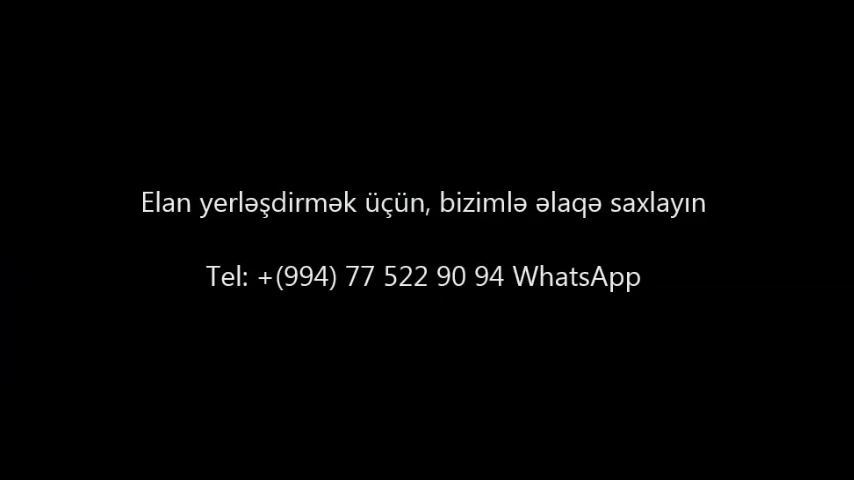 Elan yerləşdirmək üçün, bizimlə əlaqə saxlayın
Tel: +(994) 77 522 90 94 WhatsApp